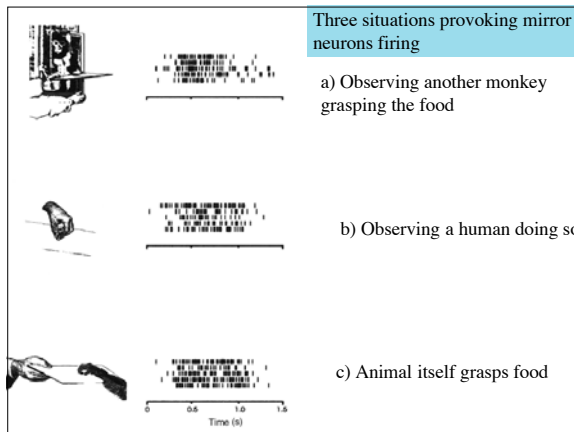 Three situations provoking mirror
neurons firing
a) Observing another monkey
grasping the food
b) Observing a human doing so
c) Animal itself grasps food
0 0.5 1.0 1.5
Time (s)